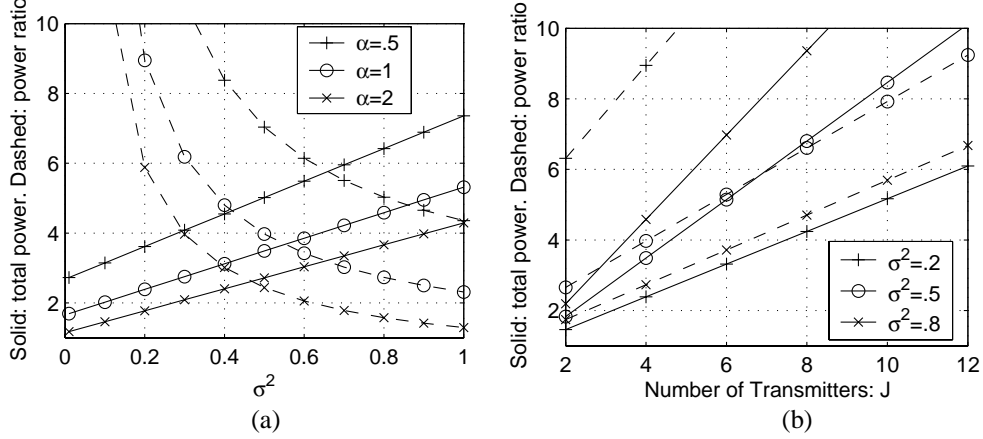 Solid: total power. Dashed: power ratio
10
8
6
4
2
0
0.2
0.4
0.6
0.8
1
σ²
α=.5
α=1
α=2
(a)
Solid: total power. Dashed: power ratio
10
8
6
4
2
2
4
6
8
10
12
Number of Transmitters: J
σ²=.2
σ²=.5
σ²=.8
(b)